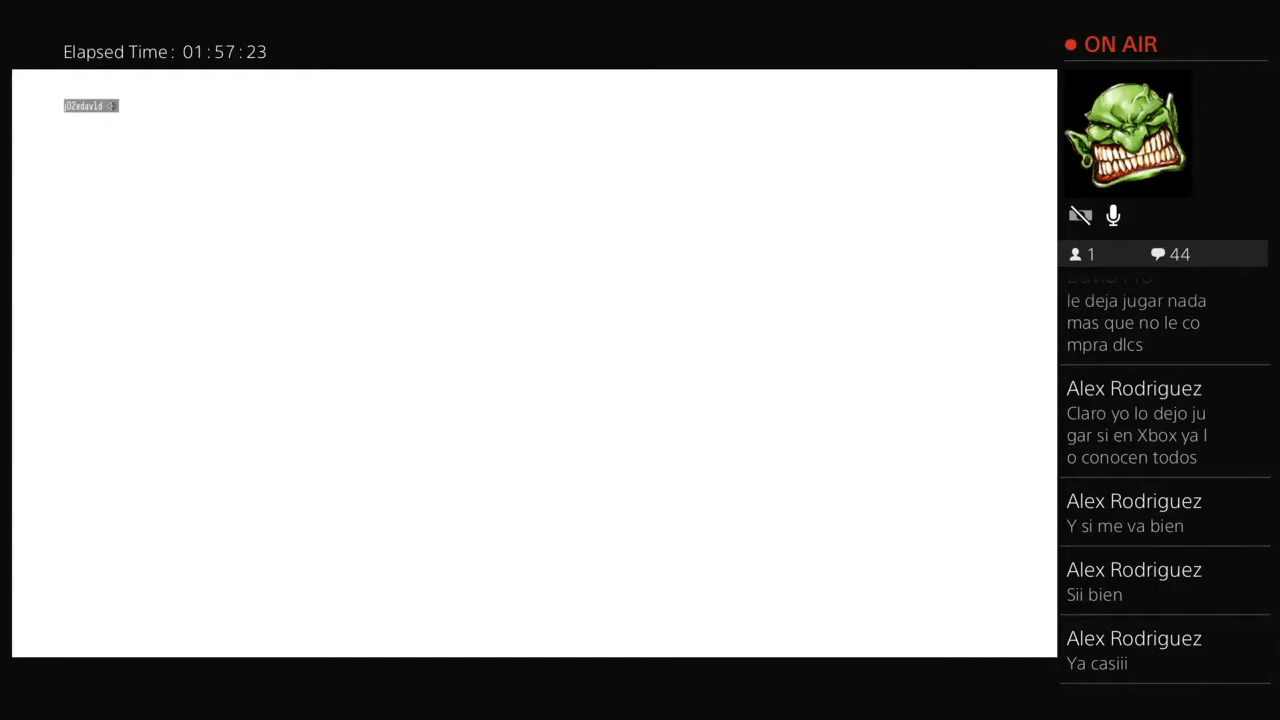 Elapsed Time: 01:57:23
ON AIR
1 44
le deja jugar nada
mas que no le co
mpra dlcs
Alex Rodriguez
Claro yo lo dejo ju
gar si en Xbox ya l
o conocen todos
Alex Rodriguez
Y si me va bien
Alex Rodriguez
Sii bien
Alex Rodriguez
Ya casiii